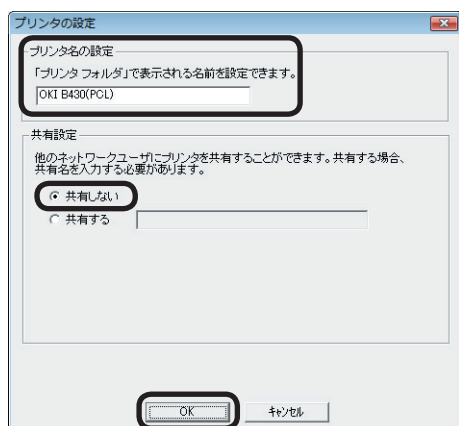 プリンタの設定
プリンタ名の設定
「プリンタ フォルダ」で表示される名前を設定できます。
OKI B430(PCL)
共有設定
他のネットワークユーザにプリンタを共有することができます。共有する場合、
共有名を入力する必要があります。
共有しない
共有する
OK
キャンセル